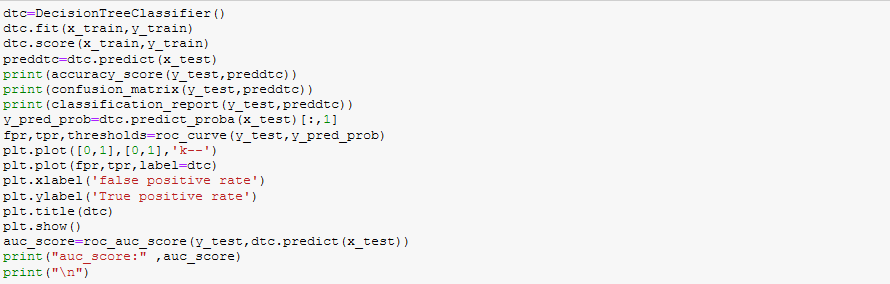 dtc=DecisionTreeClassifier()
dtc.fit(x_train,y_train)
dtc.score(x_train,y_train)
preddtc=dtc.predict(x_test)
print(accuracy_score(y_test,preddtc))
print(confusion_matrix(y_test,preddtc))
print(classification_report(y_test,preddtc))
y_pred_prob=dtc.predict_proba(x_test)[:,1]
fpr,tpr,thresholds=roc_curve(y_test,y_pred_prob)
plt.plot([0,1],[0,1],'k--')
plt.plot(fpr,tpr,label=dtc)
plt.xlabel('false positive rate')
plt.ylabel('True positive rate')
plt.title(dtc)
plt.show()
auc_score=roc_auc_score(y_test,dtc.predict(x_test))
print("auc_score:" ,auc_score)
print("\n")